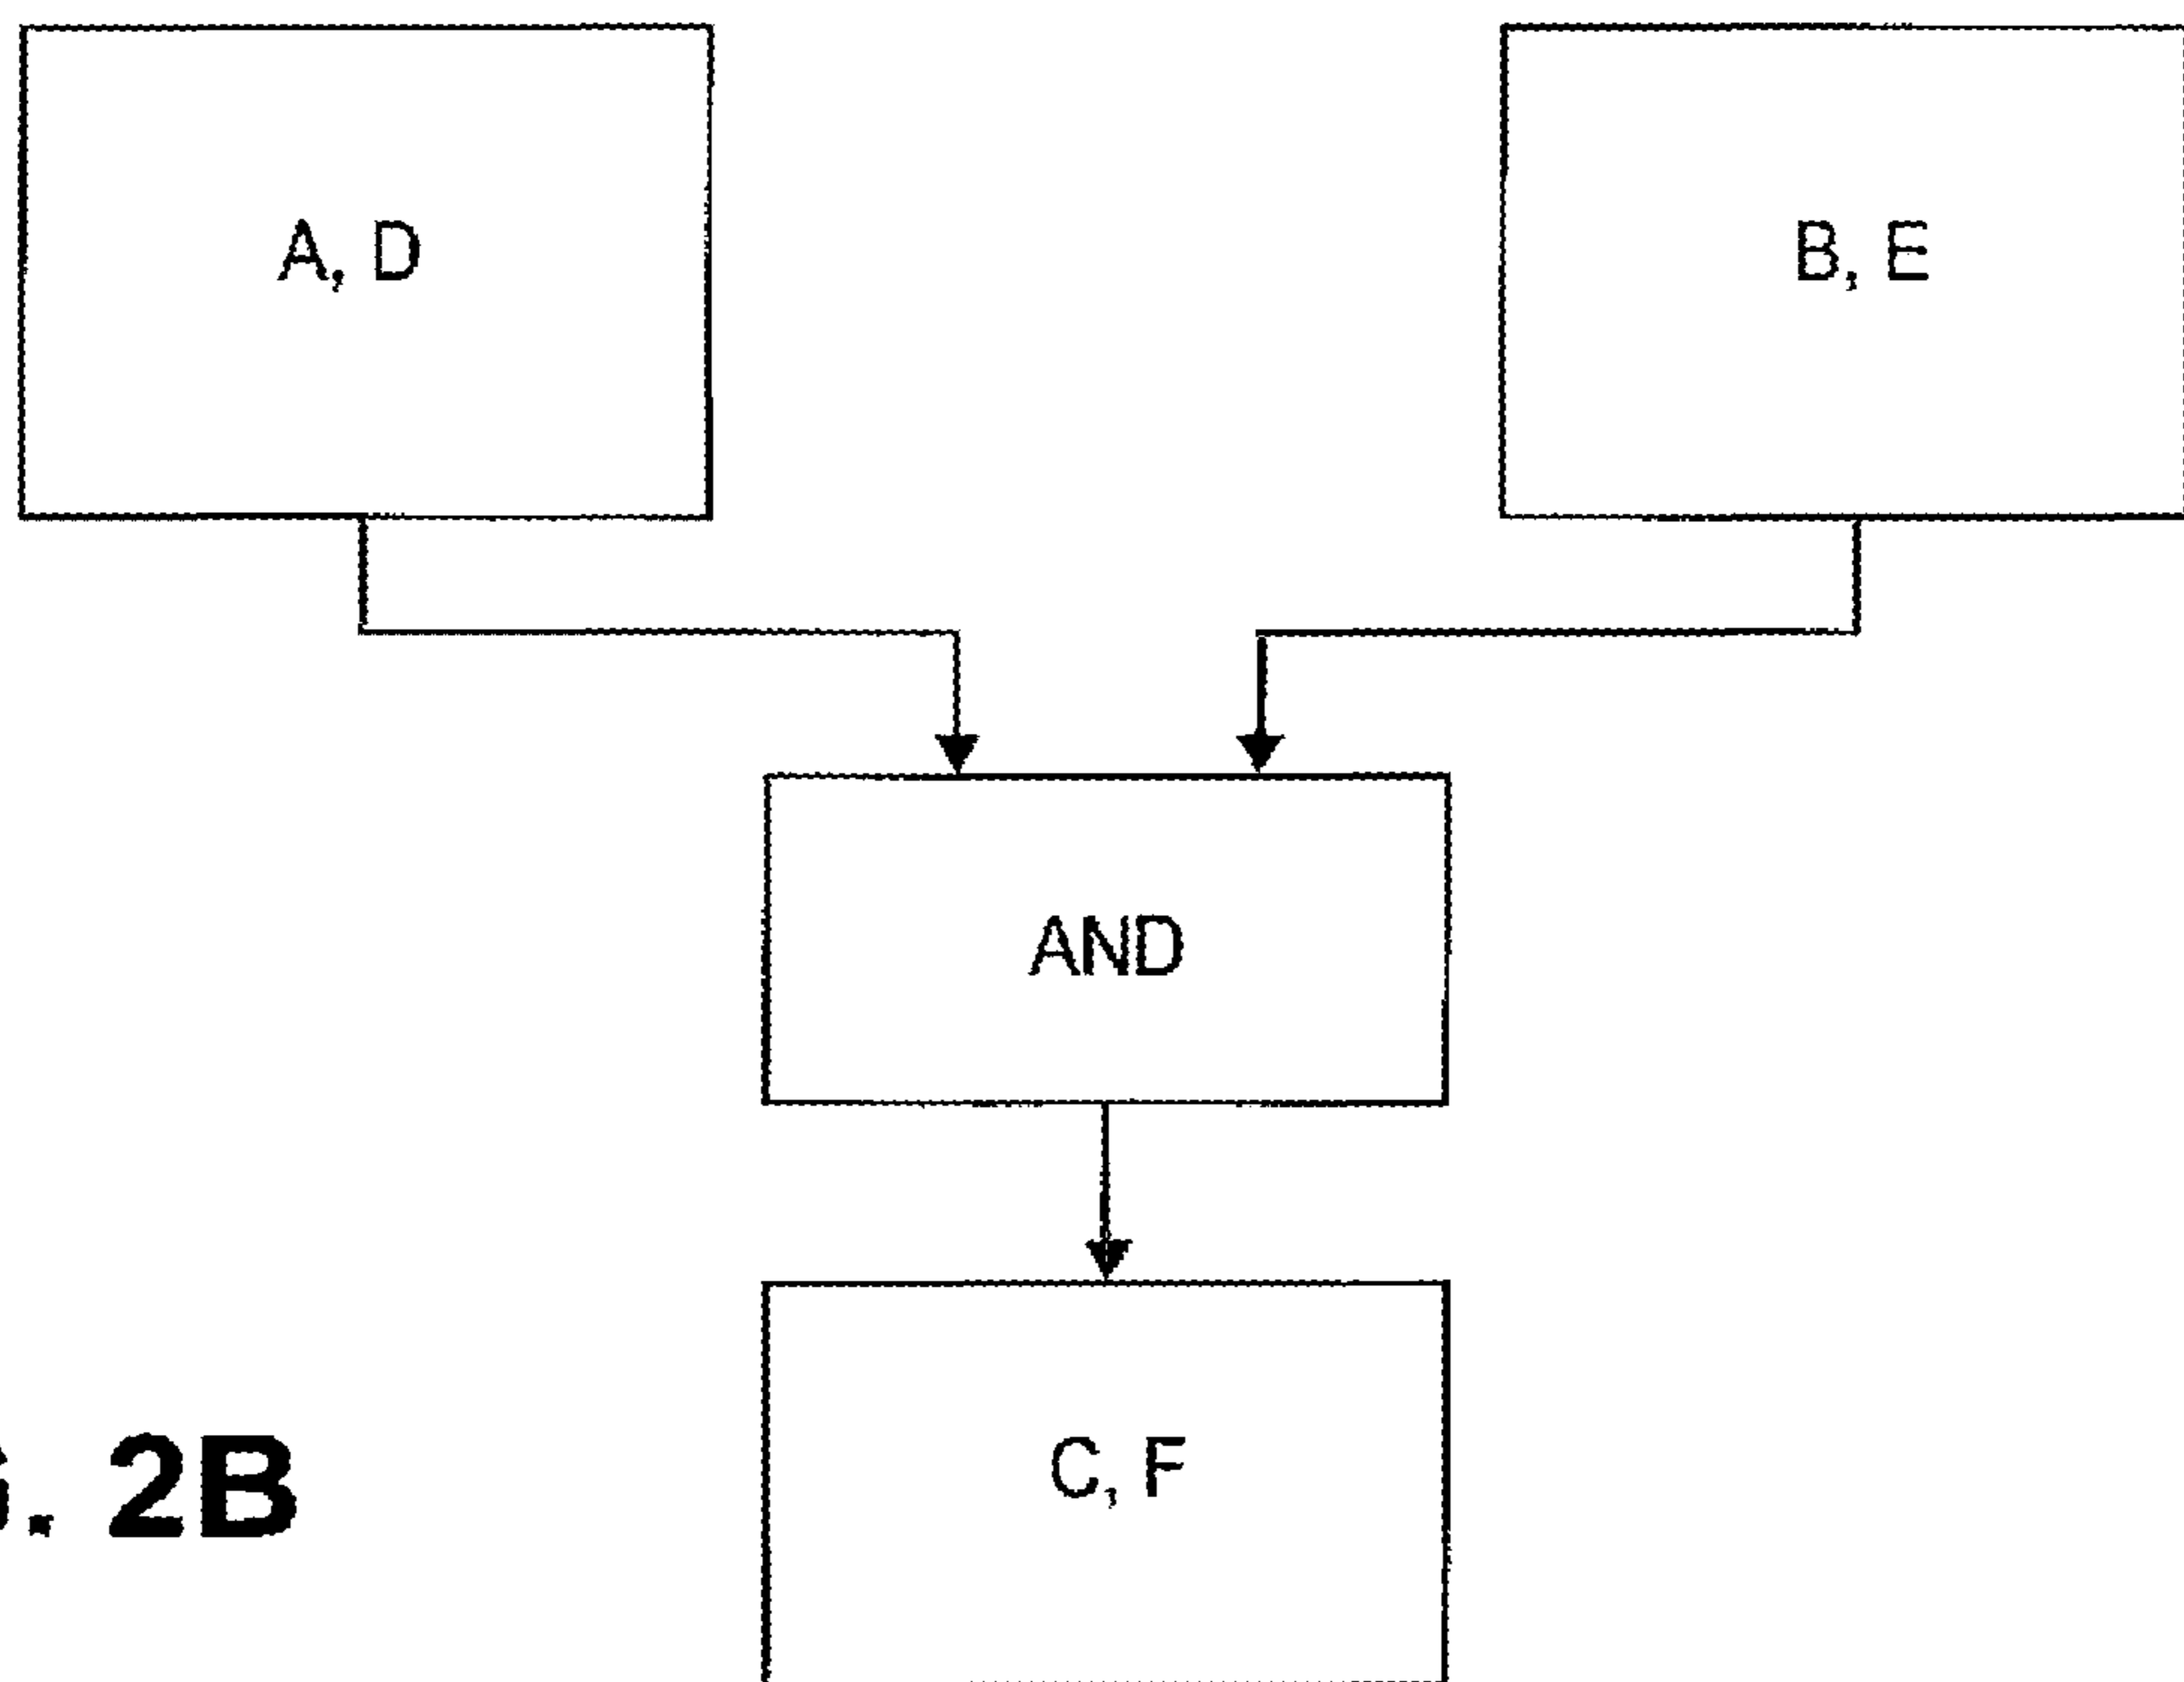 A, D
B, E
AND
C, F
. 2B